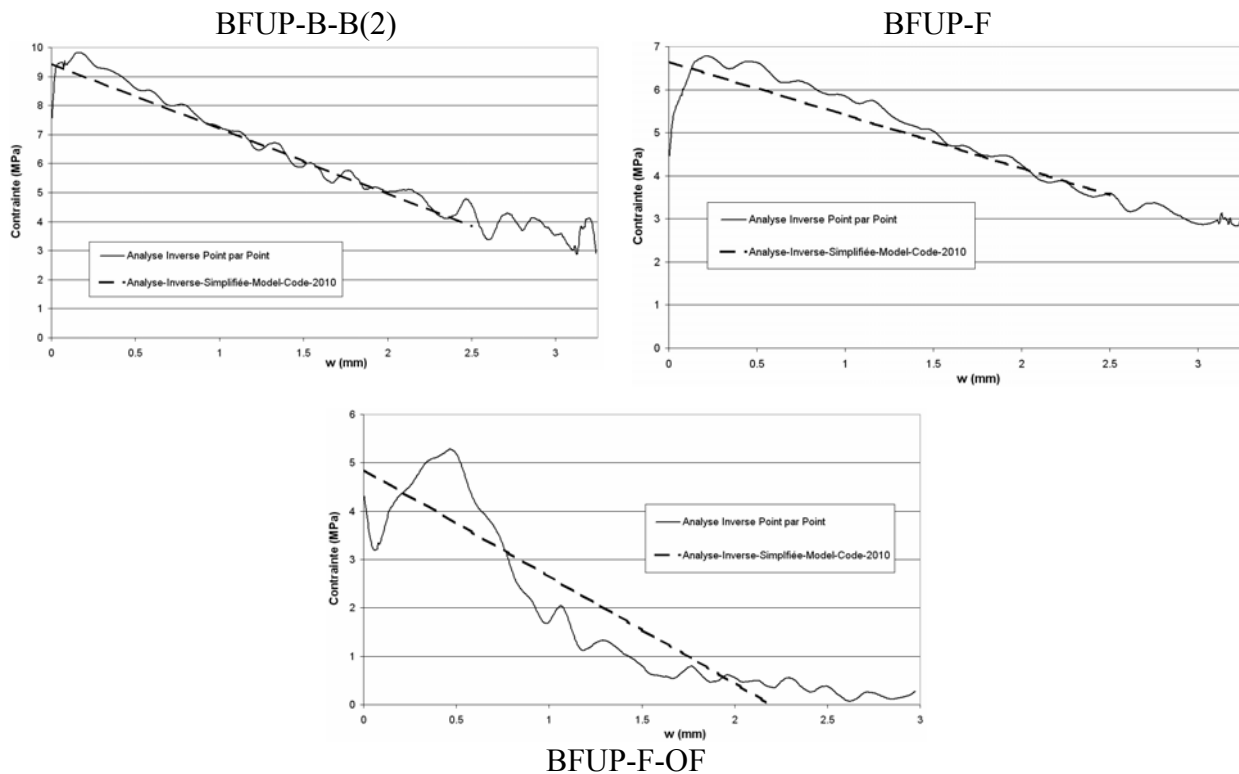 BFUP-B-B(2)
10
9
8
7
6
5
4
3
2
1
0
Contrainte (MPa)
Analyse Inverse Point par Point
Analyse-Inverse-Simplifiée-Model-Code-2010
0 0.5 1 1.5 2 2.5 3
w (mm)
BFUP-F
7
6
5
4
3
2
1
0
Contrainte (MPa)
Analyse Inverse Point par Point
Analyse-Inverse-Simplifiée-Model-Code-2010
0 0.5 1 1.5 2 2.5 3
w (mm)
6
5
4
3
2
1
0
Contrainte (MPa)
Analyse Inverse Point par Point
Analyse-Inverse-Simplfiée-Model-Code-2010
0 0.5 1 1.5 2 2.5 3
w (mm)
BFUP-F-OF